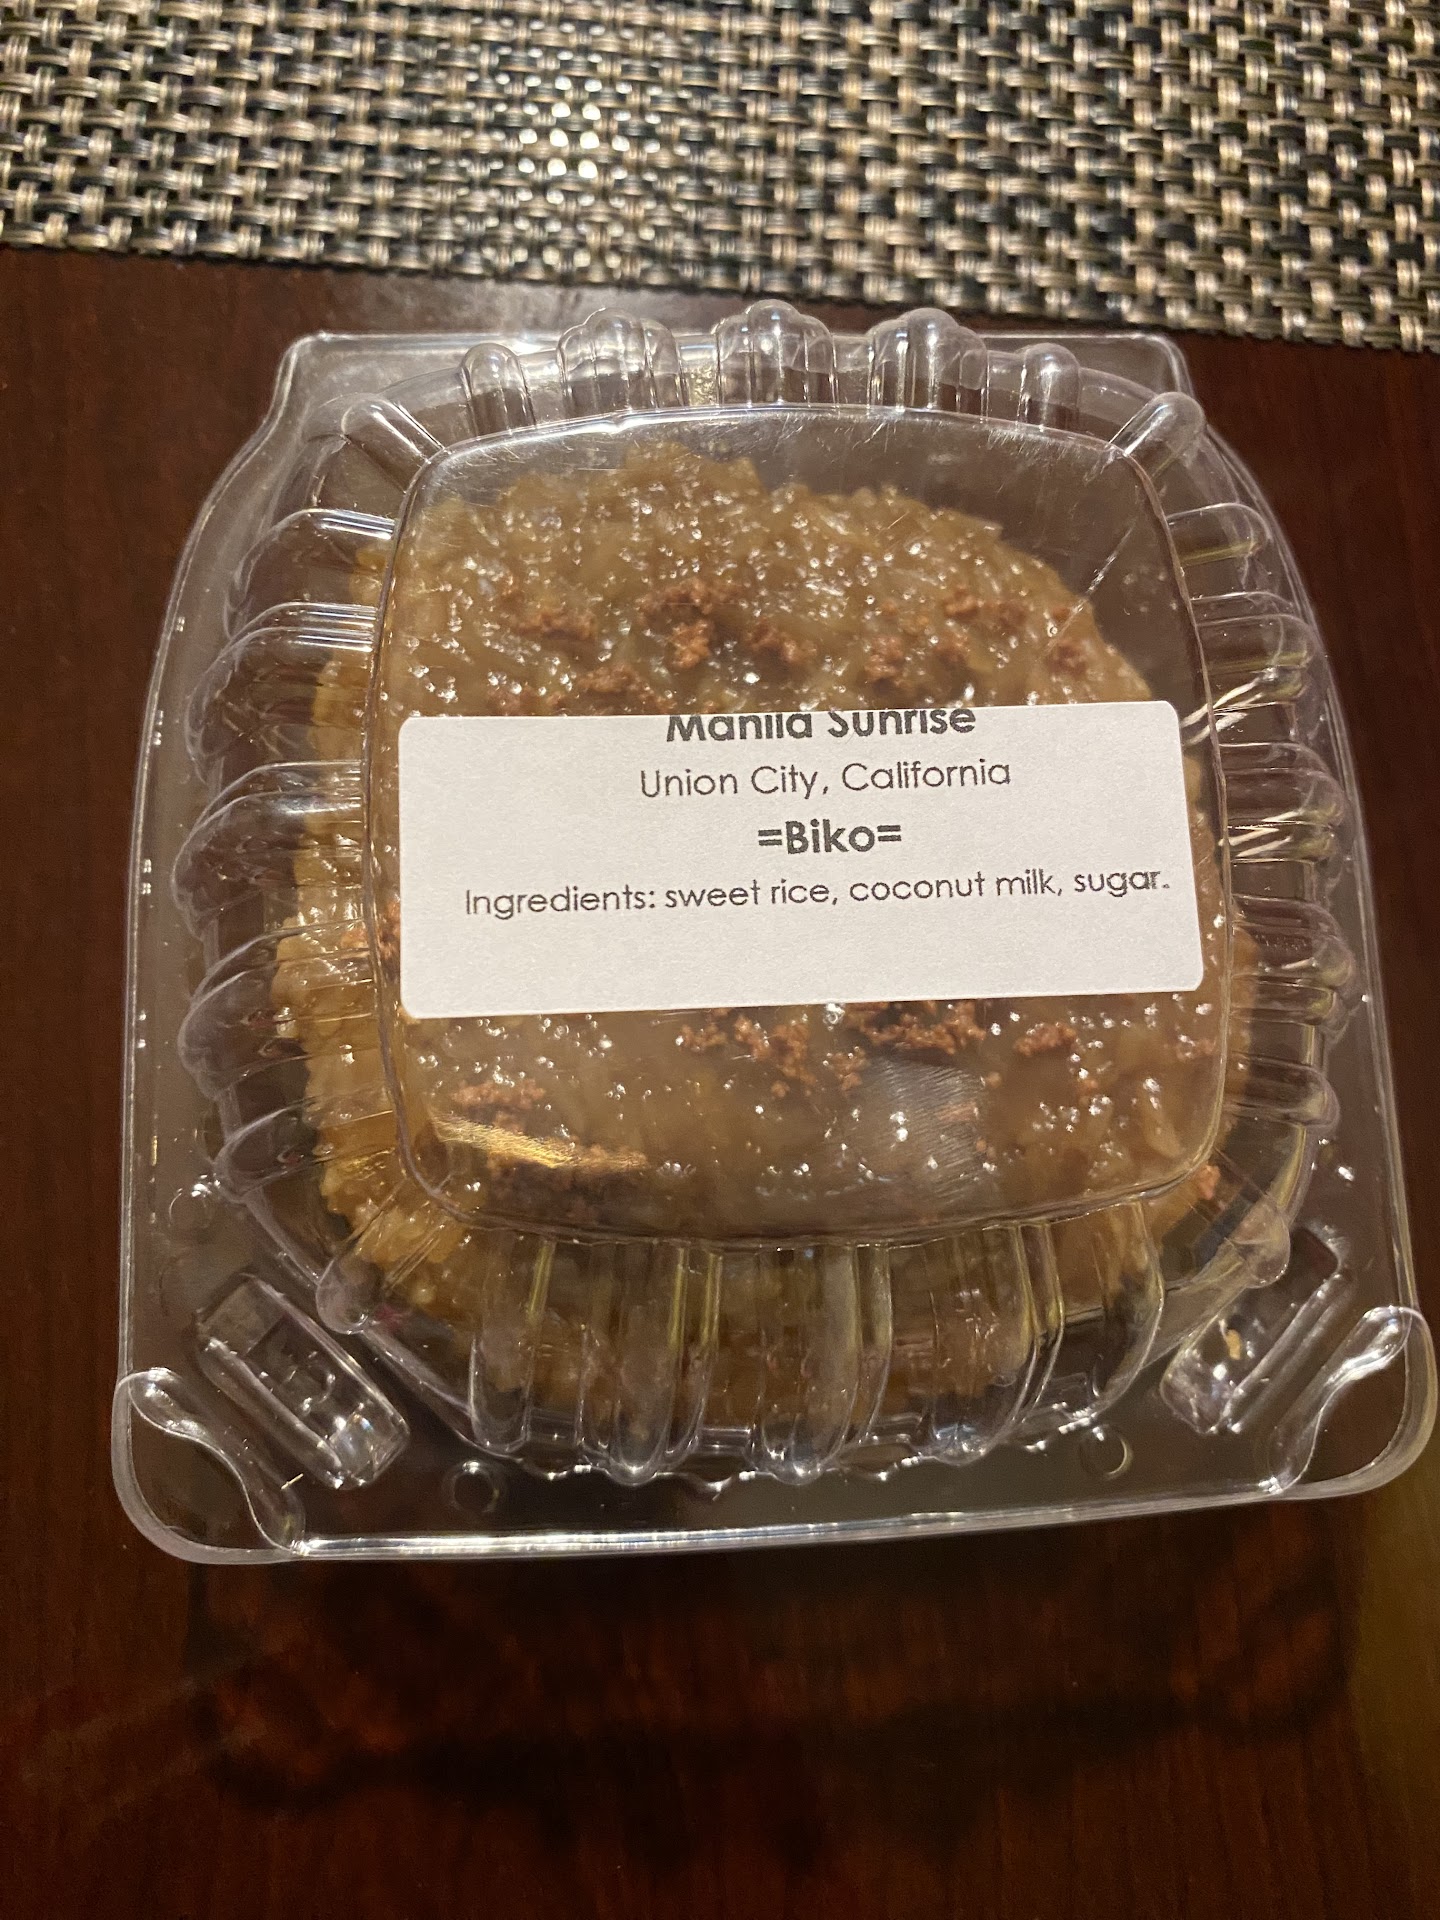 Manila Sunrise
Union City, California
=Biko=
Ingredients: sweet rice, coconut milk, sugar.